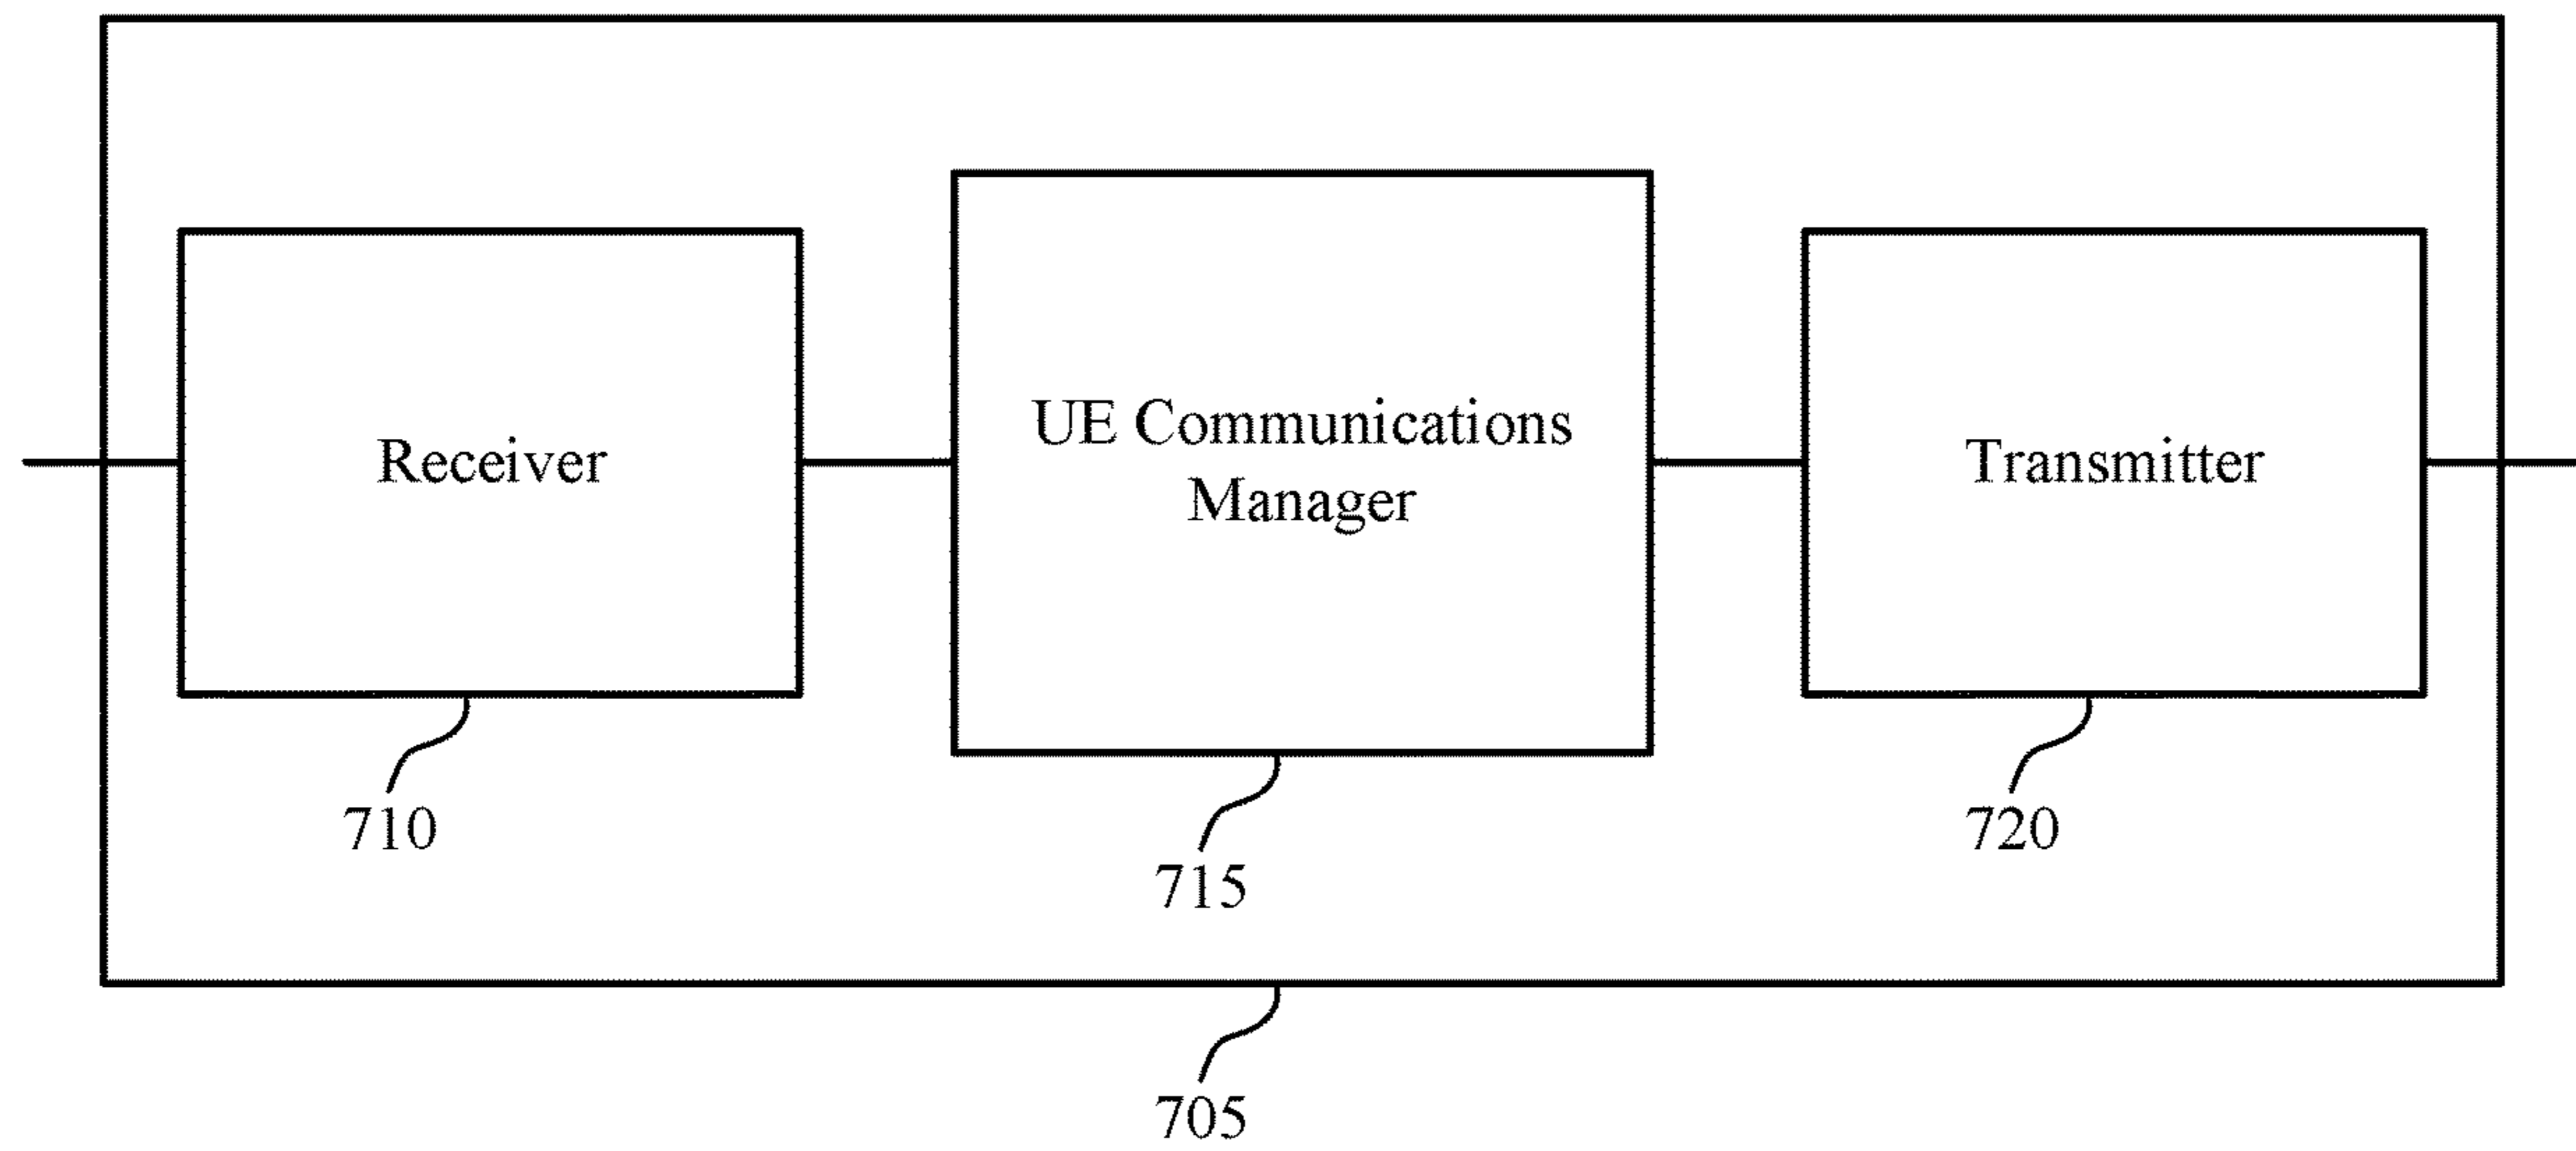 Receiver
UE Communications
Manager
Transmitter
710
715
720
705